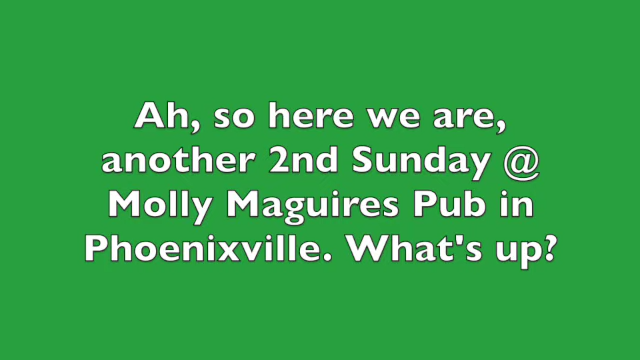 Ah, so here we are,
another 2nd Sunday @
Molly Maguires Pub in
Phoenixville. What's up?